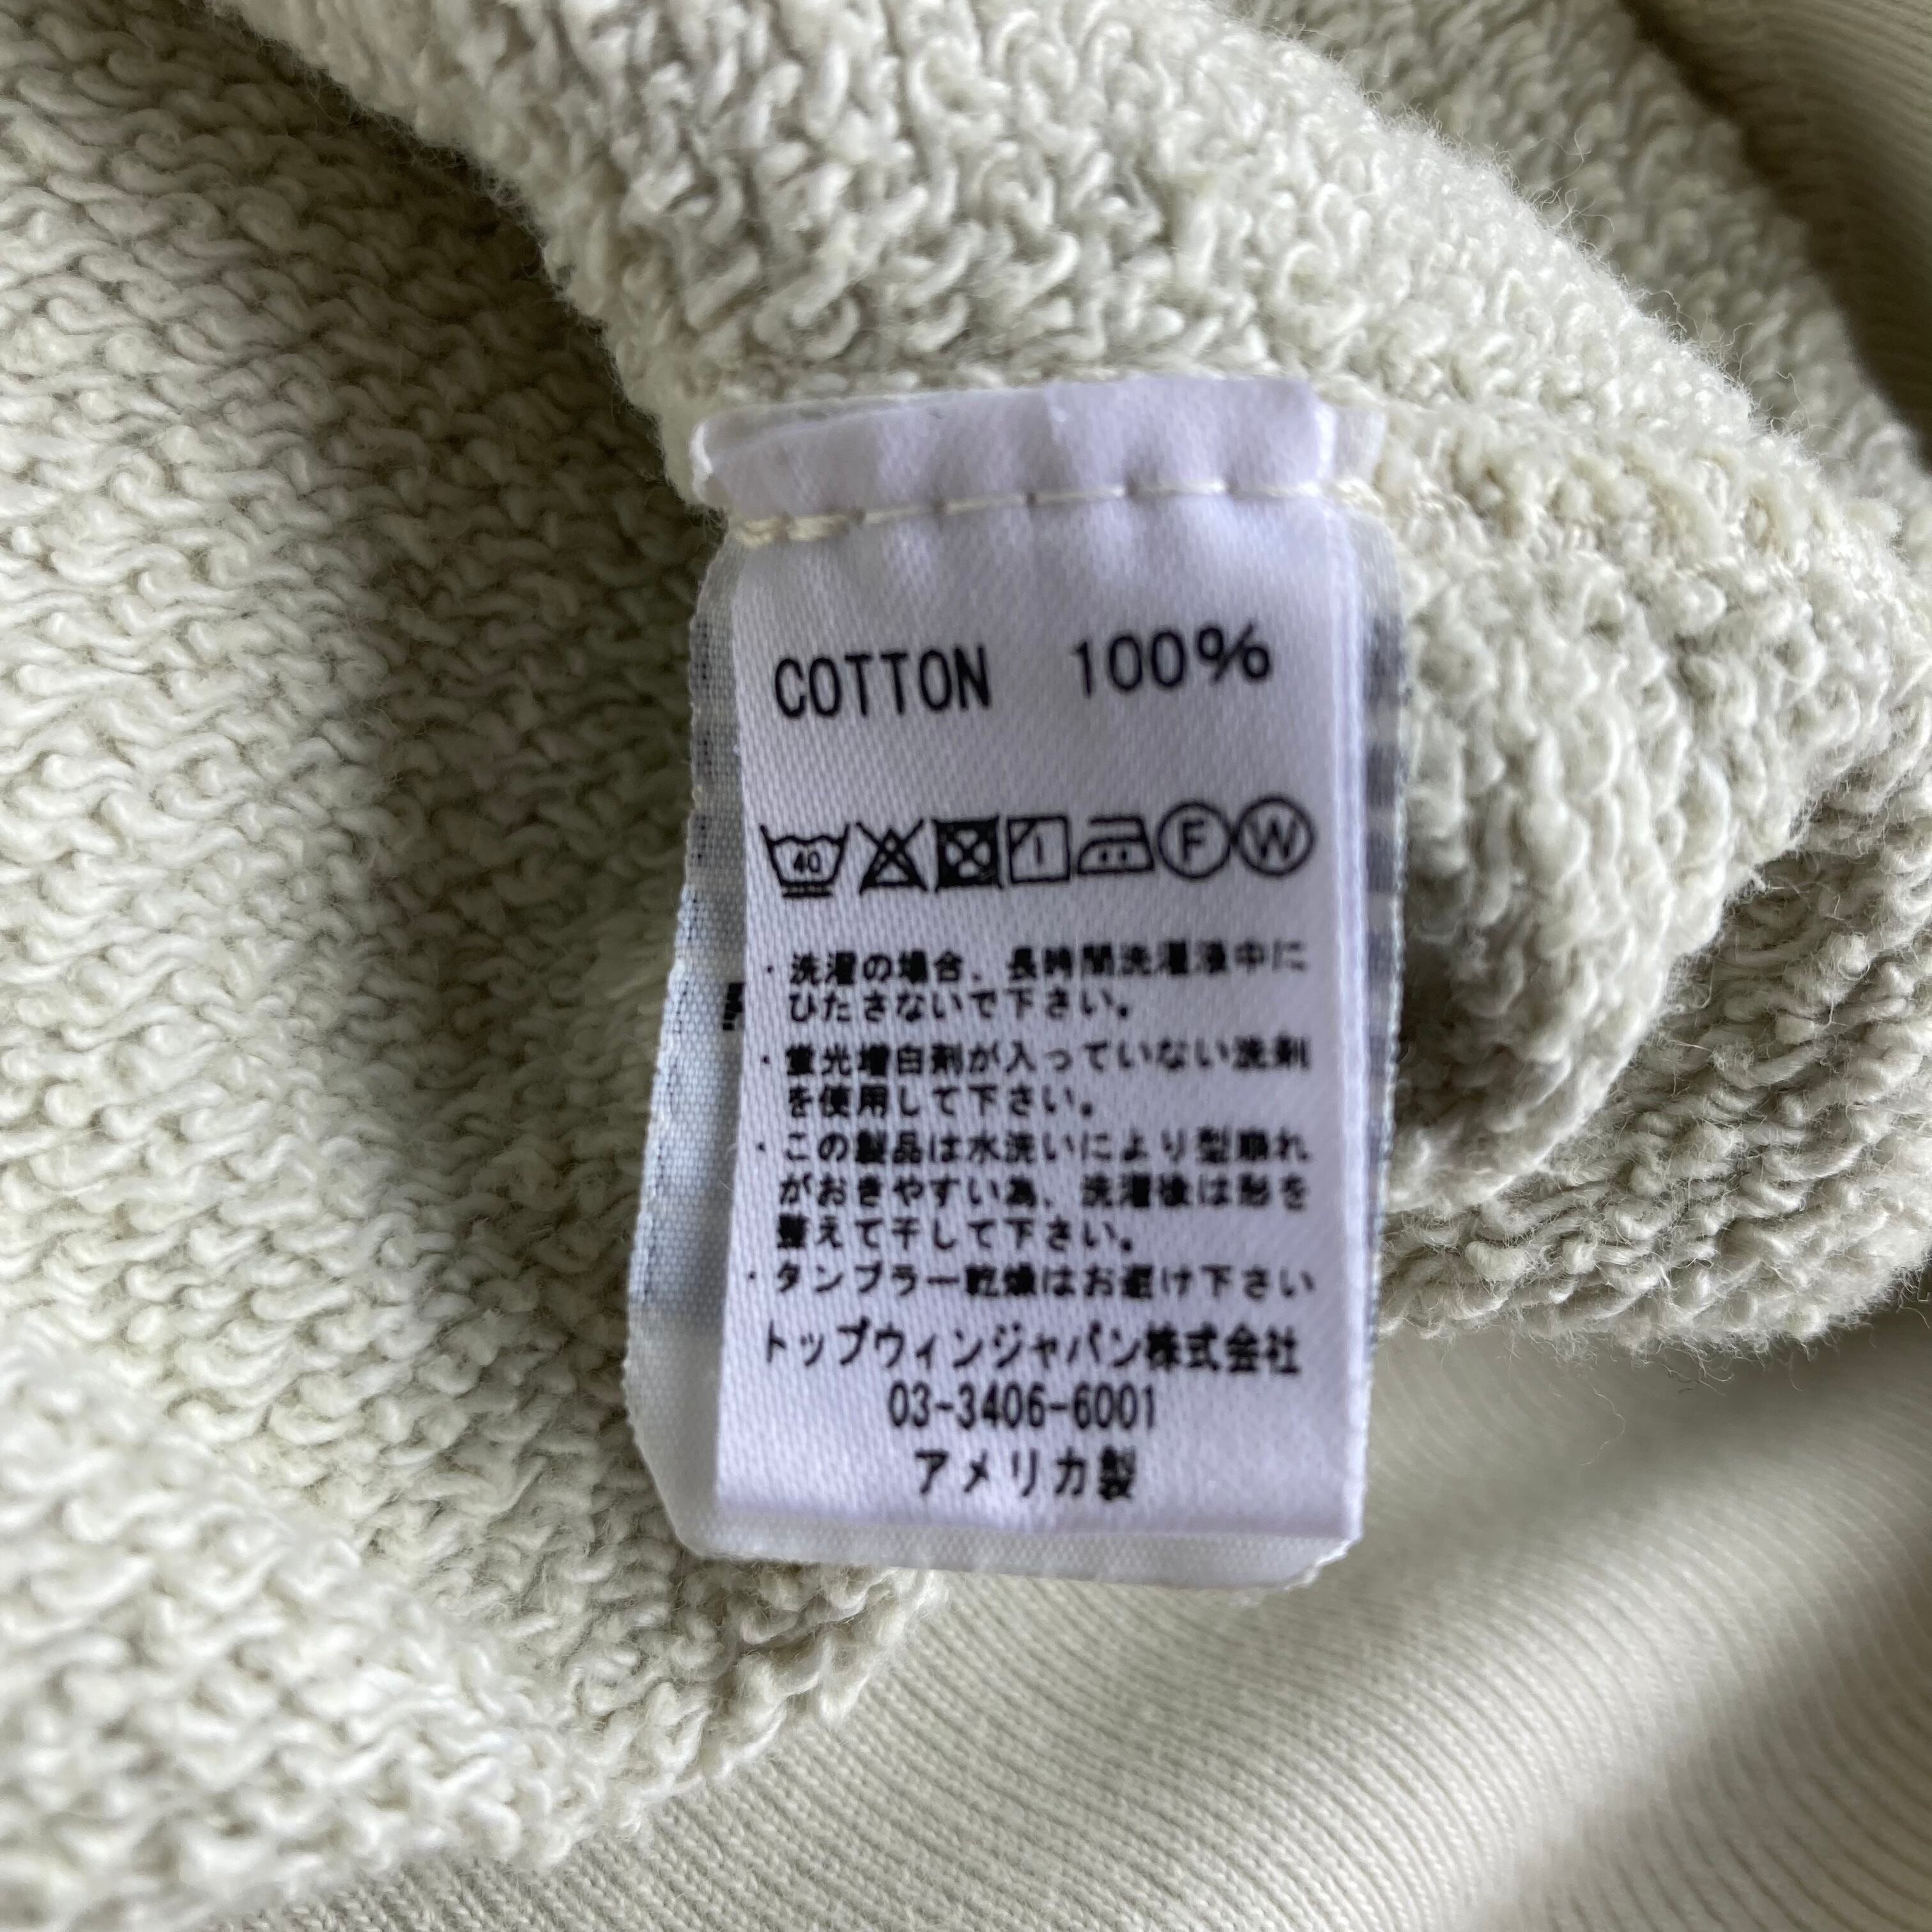 COTTON 100%
40 F W
・洗濯の場合、長時間洗濯液中に
ひたさないで下さい。
・蛍光増白剤が入っていない洗剤
を使用して下さい。
・この製品は水洗いにより型崩れ
がおきやすい為、洗濯後は形を
整えて干して下さい。
・タンブラー乾燥はお避け下さい
トップウィンジャパン株式会社
03-3406-6001
アメリカ製